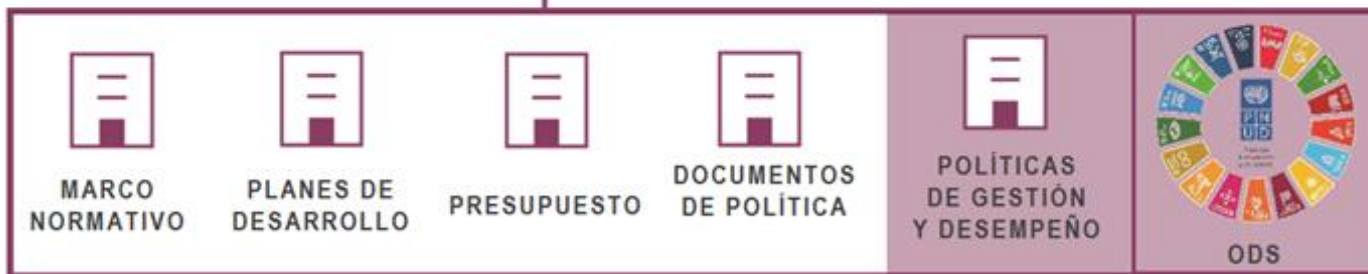 MARCO
NORMATIVO
PLANES DE
DESARROLLO
PRESUPUESTO
DOCUMENTOS
DE POLÍTICA
POLÍTICAS
DE GESTIÓN
Y DESEMPEÑO
P N
U D
ODS